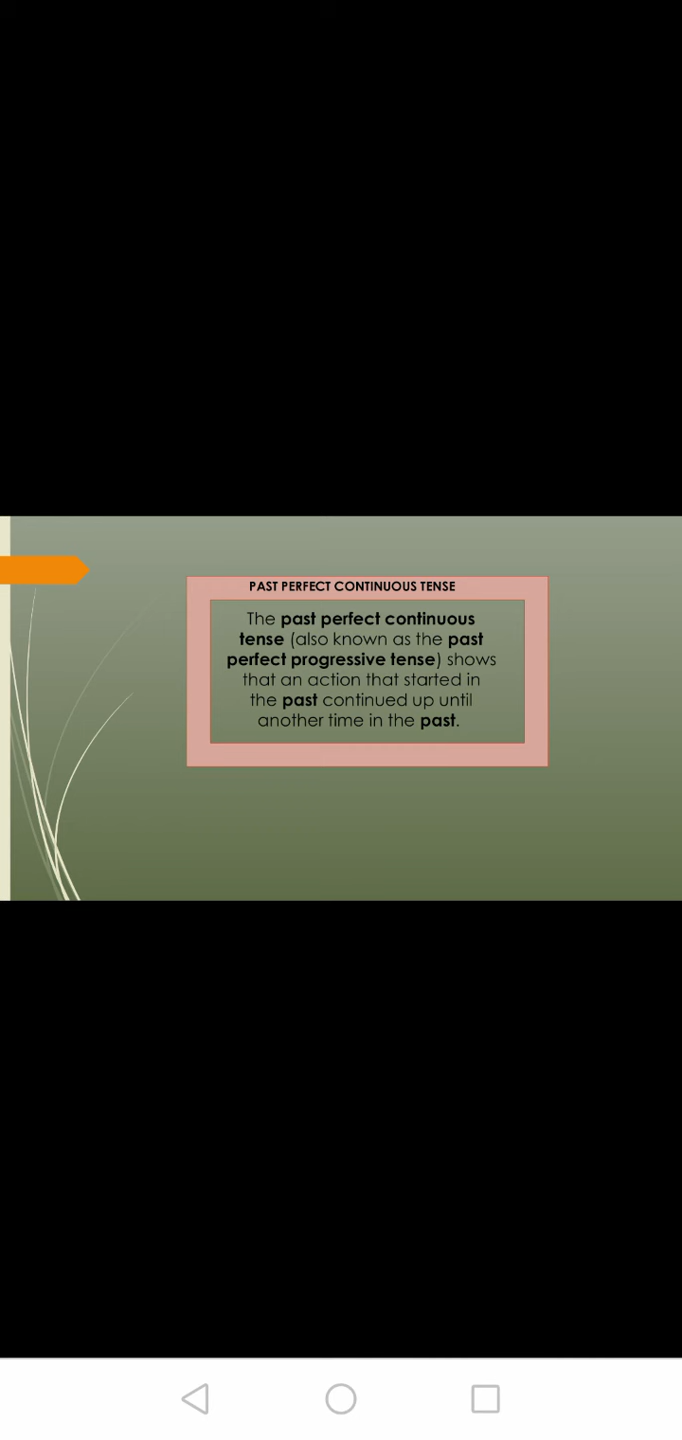 PAST PERFECT CONTINUOUS TENSE
The past perfect continuous
tense (also known as the past
perfect progressive tense) shows
that an action that started in
the past continued up until
another time in the past.